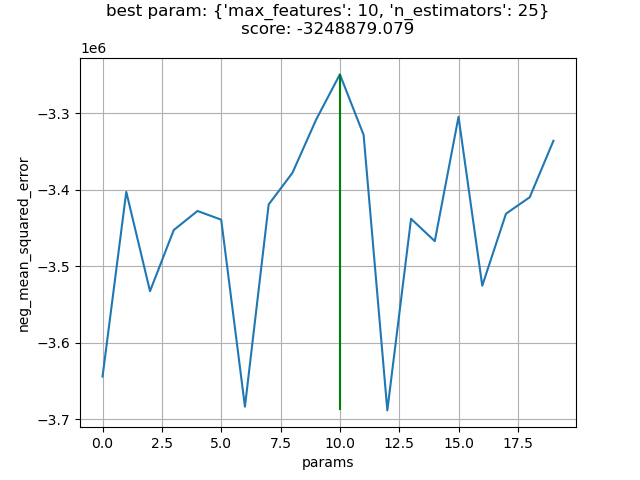 best param: {'max_features': 10, 'n_estimators': 25}
score: -3248879.079
1e6
−3.3
−3.4
−3.5
−3.6
−3.7
neg_mean_squared_error
0.0 2.5 5.0 7.5 10.0 12.5 15.0 17.5
params